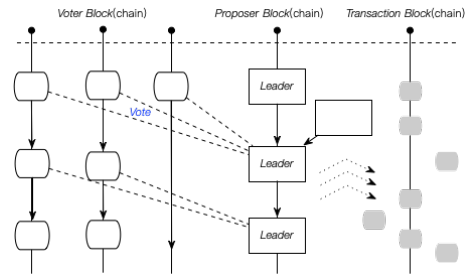 Voter Block(chain) Proposer Block(chain) Transaction Block(chain)
Leader
Vote
Leader
Leader